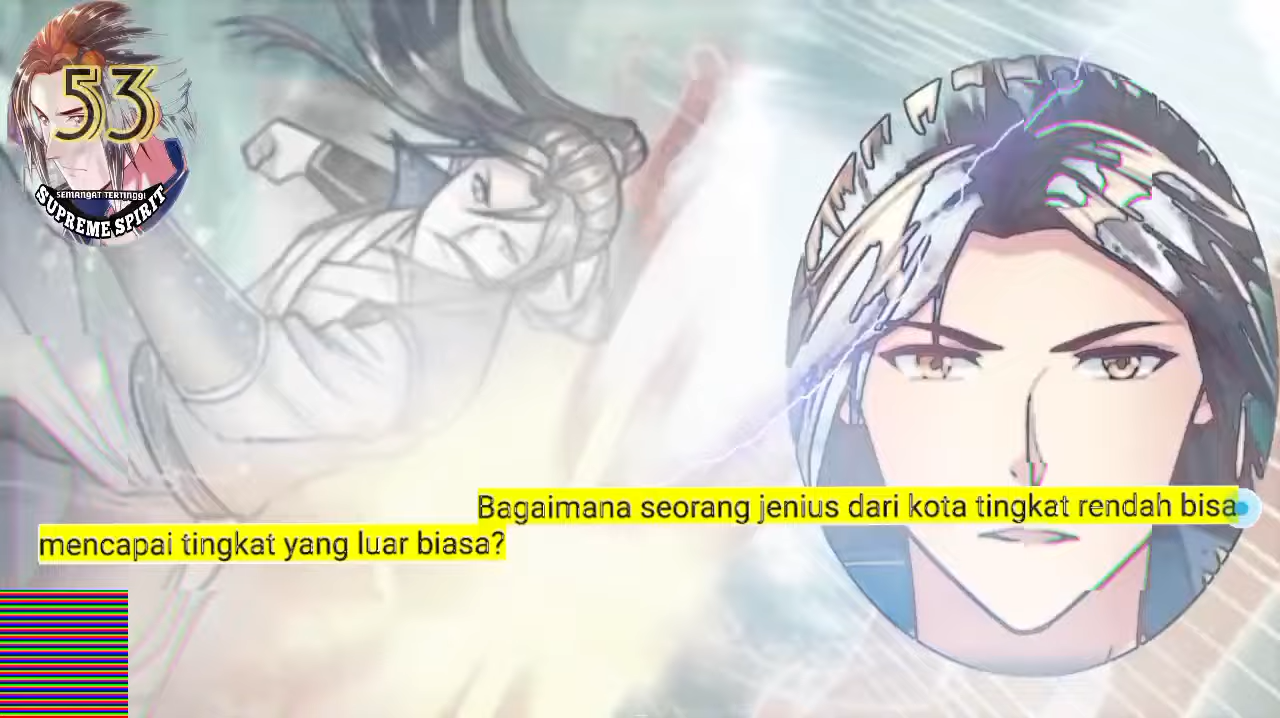 53
SEMANGAT TERTINGGI
SUPREME SPIRIT
Bagaimana seorang jenius dari kota tingkat rendah bisa
mencapai tingkat yang luar biasa?